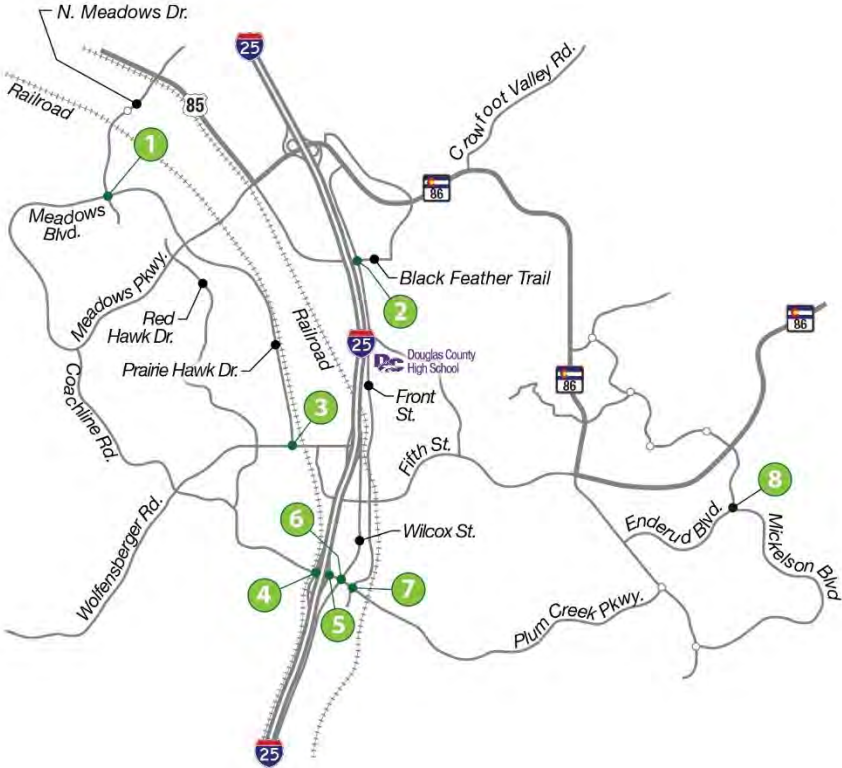 N. Meadows Dr.
25
Railroad
85
Crowfoot Valley Rd.
1
86
Meadows
Blvd.
Meadows Pkwy.
Black Feather Trail
2
Red
Hawk Dr.
Railroad
86
25
Douglas County
High School
DC
Prairie Hawk Dr.
86
Coachline Rd.
Front
St.
3
Fifth St.
8
Enderud Blvd.
Mickelson Blvd
Wolfensberger Rd.
6
Wilcox St.
4
5
7
Plum Creek Pkwy.
25